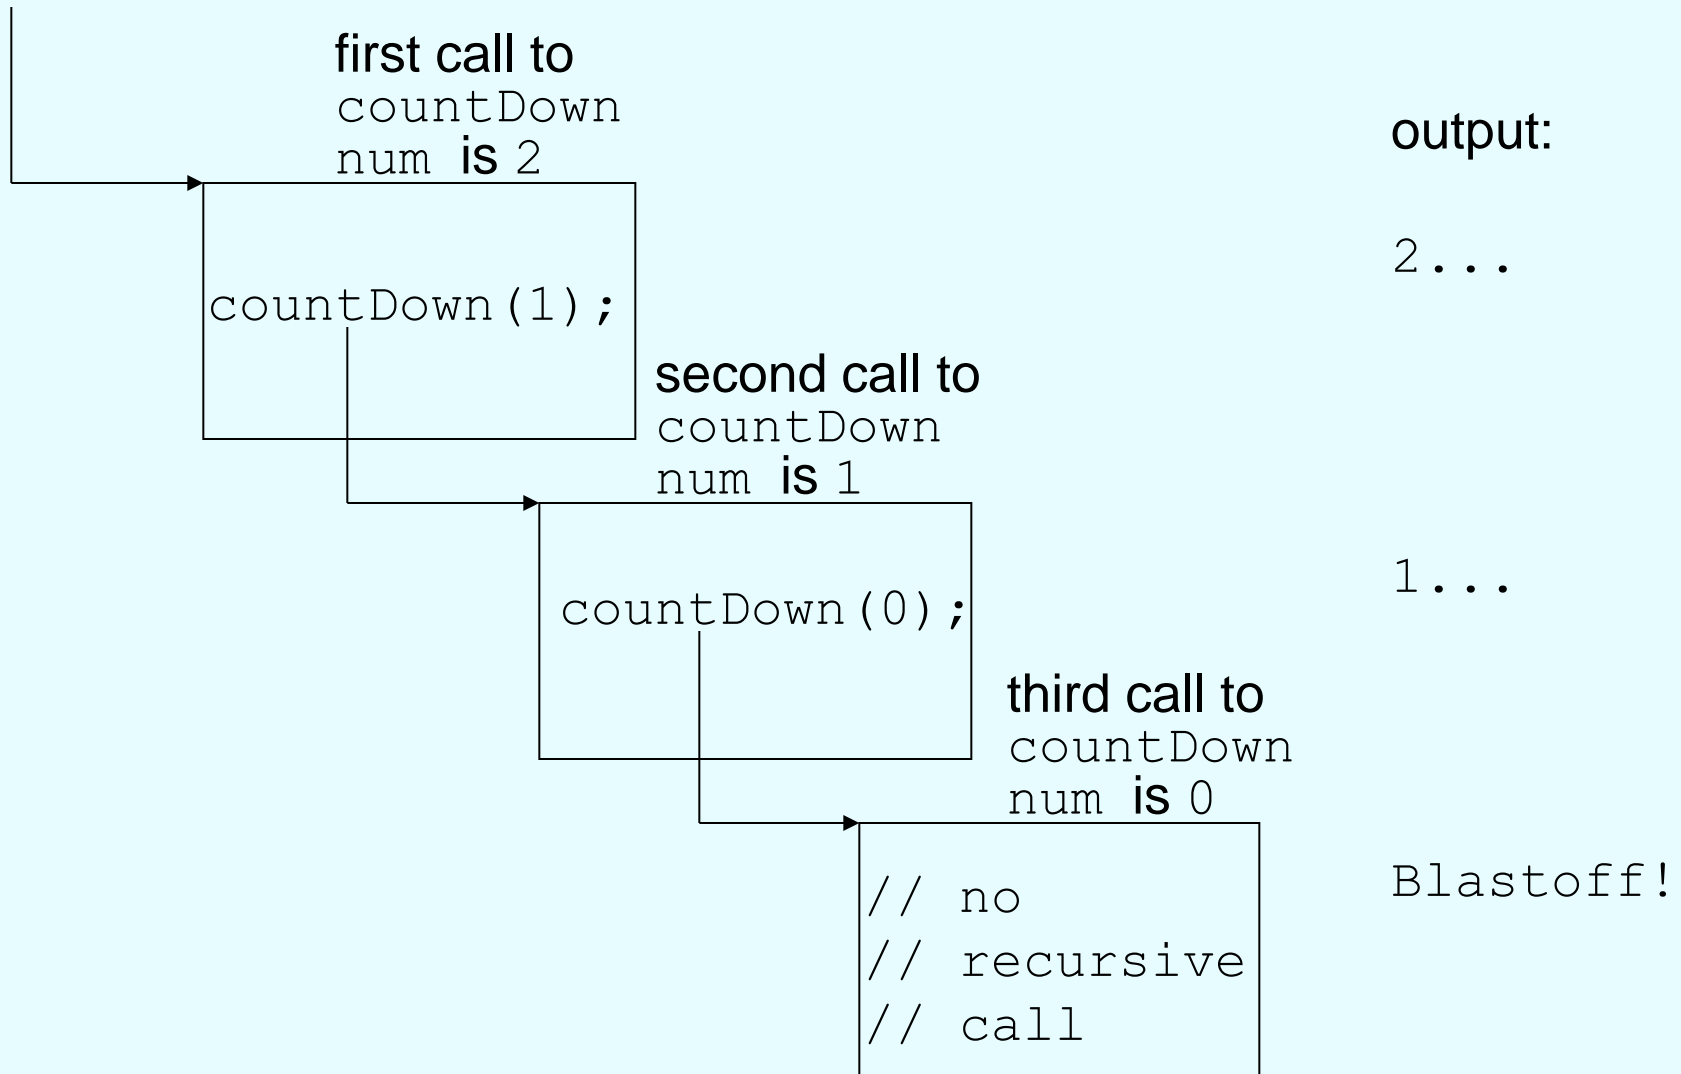 first call to
countDown
num is 2
output:
2...
countDown(1);
second call to
countDown
num is 1
1...
countDown(0);
third call to
countDown
num is 0
Blastoff!
// no
// recursive
// call